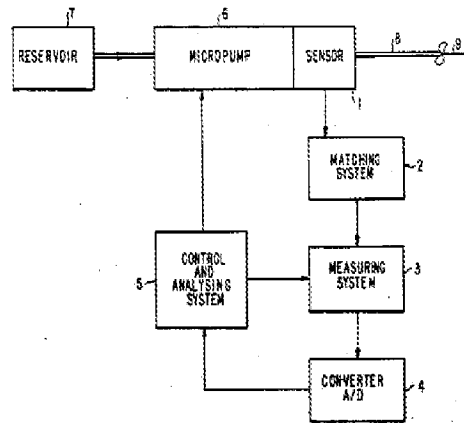 7
6
8
9
RESERVOIR
MICROPUMP
SENSOR
1
MATCHING
SYSTEM
2
5
CONTROL
AND
ANALYSING
SYSTEM
MEASURING
SYSTEM
3
CONVERTER
A/D
4